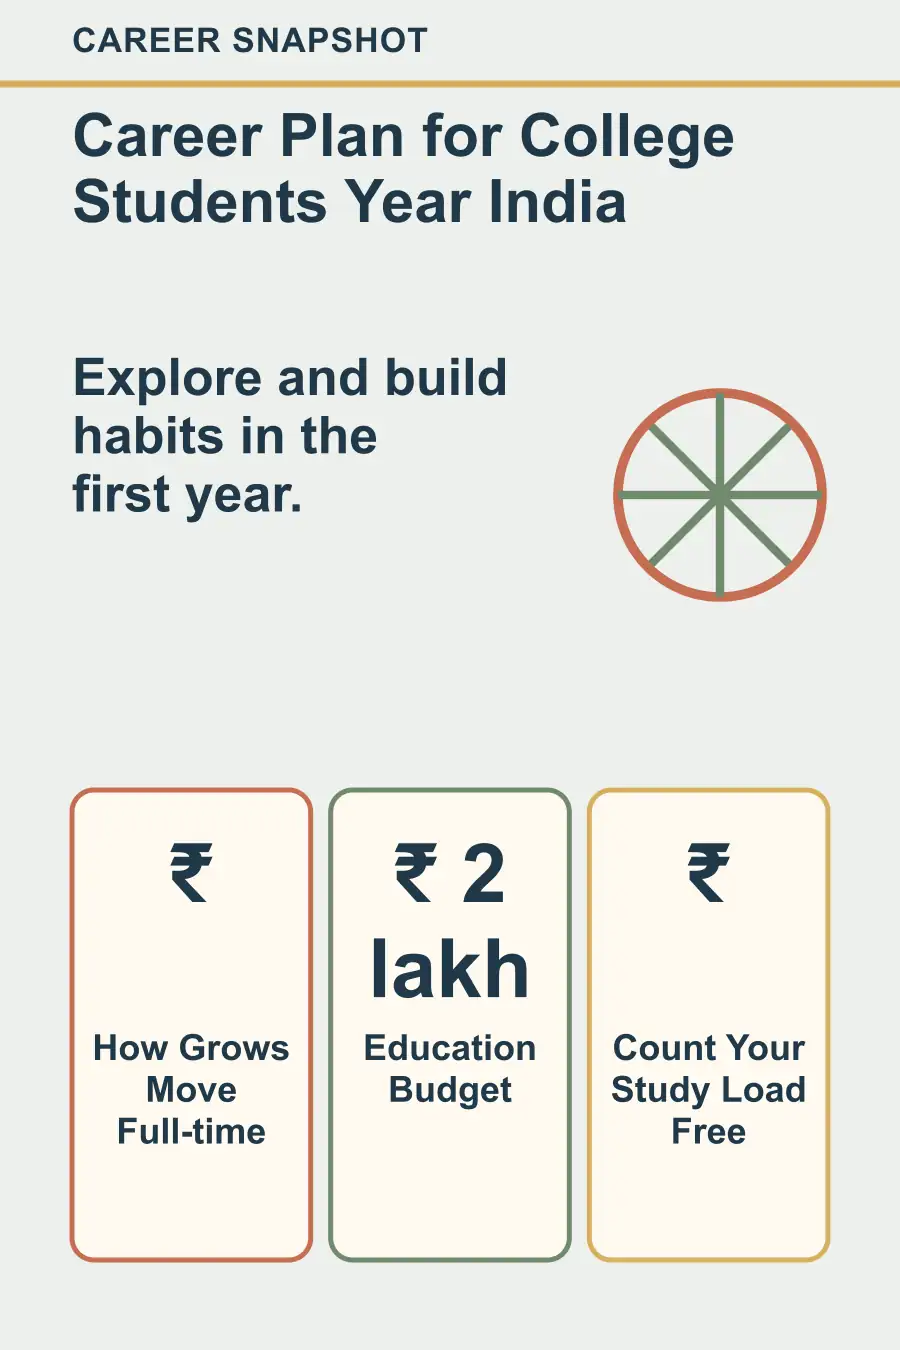 CAREER SNAPSHOT
Career Plan for College
Students Year India
Explore and build
habits in the
first year.
₹
How Grows
Move
Full-time
₹ 2
lakh
Education
Budget
₹
Count Your
Study Load
Free